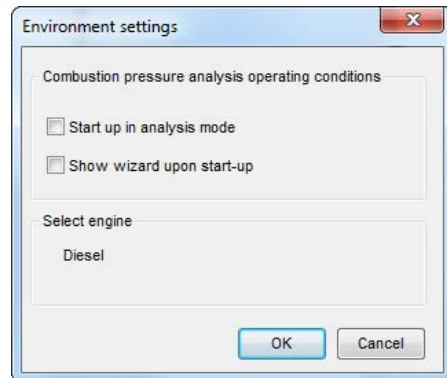 Environment settings
Combustion pressure analysis operating conditions
Start up in analysis mode
Show wizard upon start-up
Select engine
Diesel
OK
Cancel